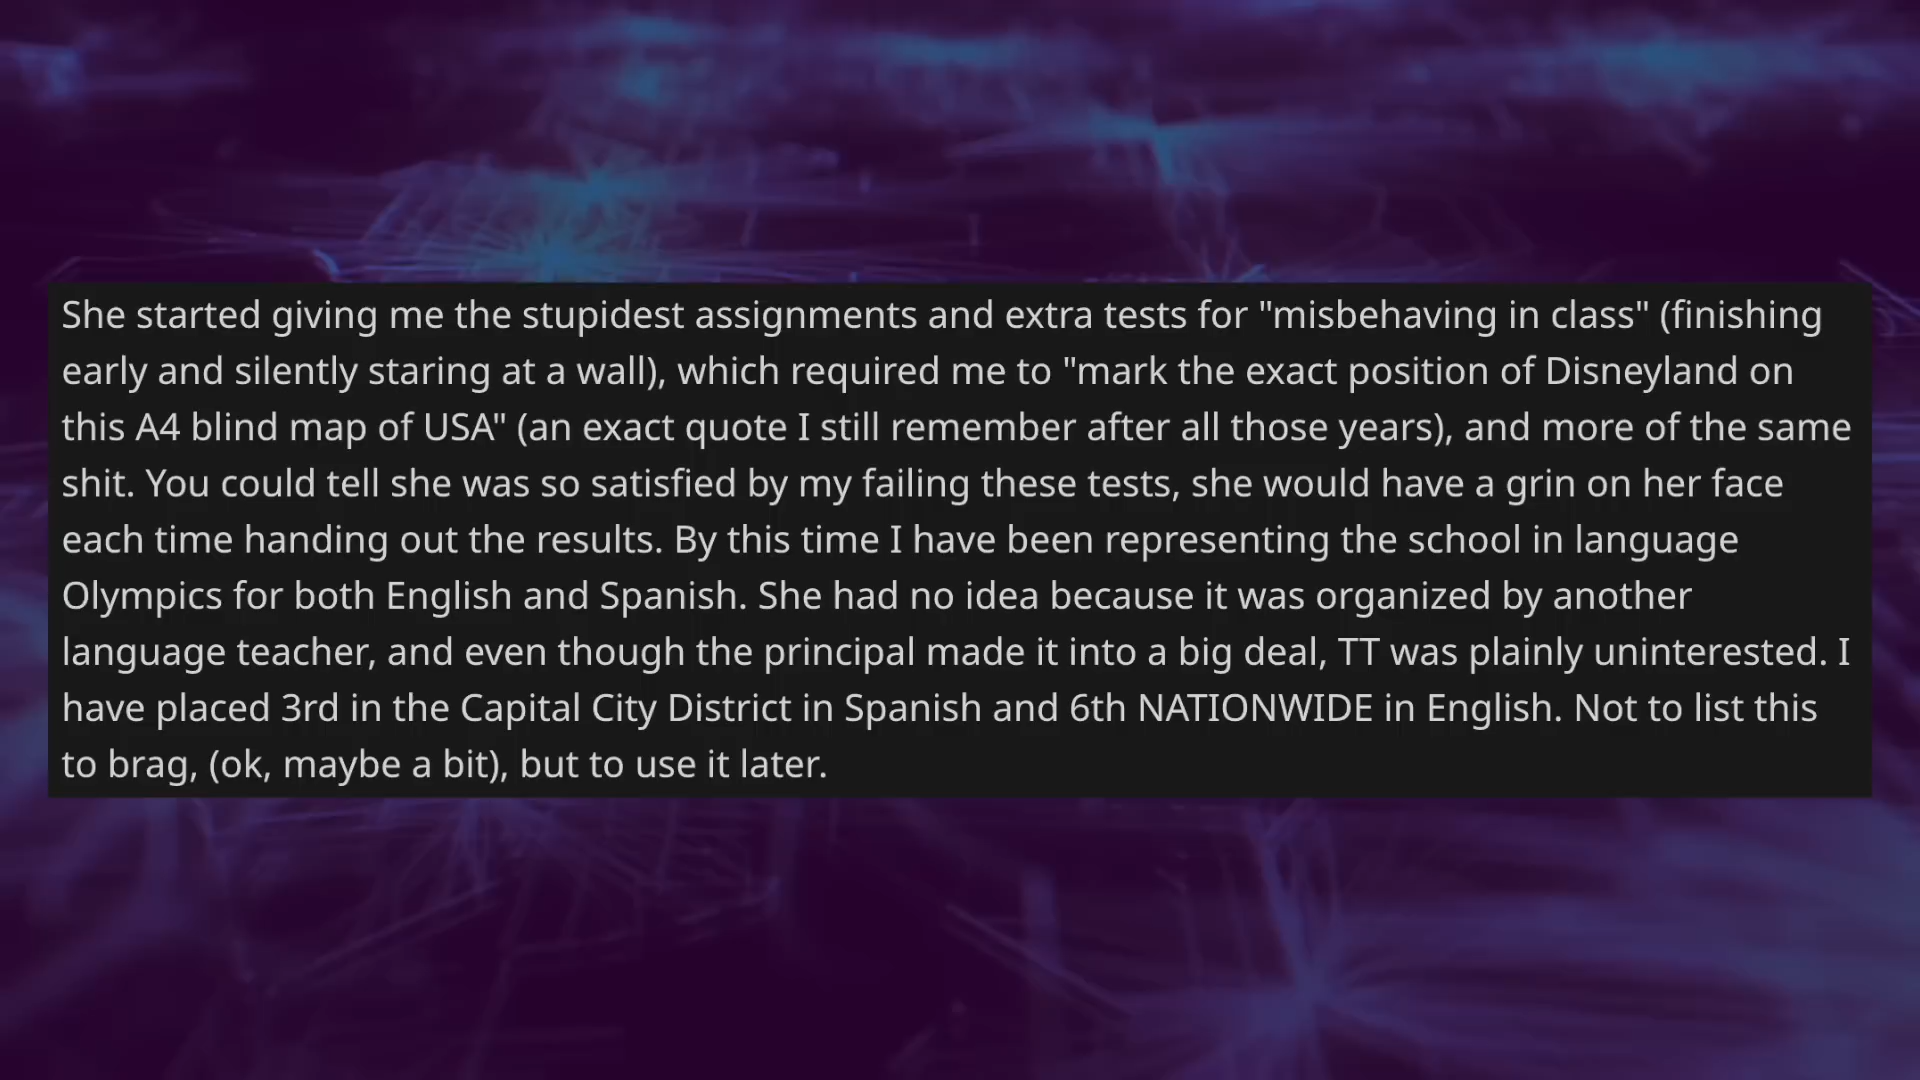 She started giving me the stupidest assignments and extra tests for "misbehaving in class" (finishing
early and silently staring at a wall), which required me to "mark the exact position of Disneyland on
this A4 blind map of USA" (an exact quote I still remember after all those years), and more of the same
shit. You could tell she was so satisfied by my failing these tests, she would have a grin on her face
each time handing out the results. By this time I have been representing the school in language
Olympics for both English and Spanish. She had no idea because it was organized by another
language teacher, and even though the principal made it into a big deal, TT was plainly uninterested. I
have placed 3rd in the Capital City District in Spanish and 6th NATIONWIDE in English. Not to list this
to brag, (ok, maybe a bit), but to use it later.